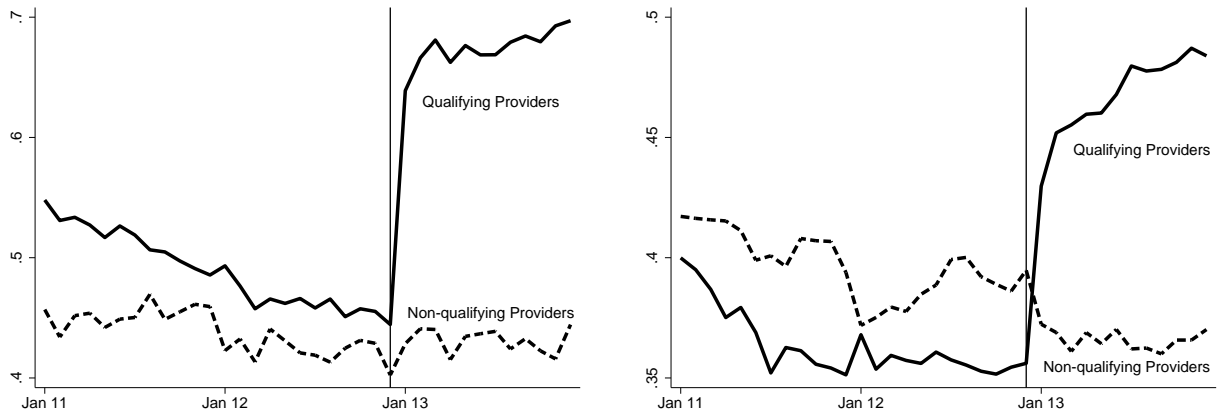 .7
.6
.5
.4
Qualifying Providers
Non-qualifying Providers
Jan 11 Jan 12 Jan 13
.5
.45
.4
.35
Qualifying Providers
Non-qualifying Providers
Jan 11 Jan 12 Jan 13